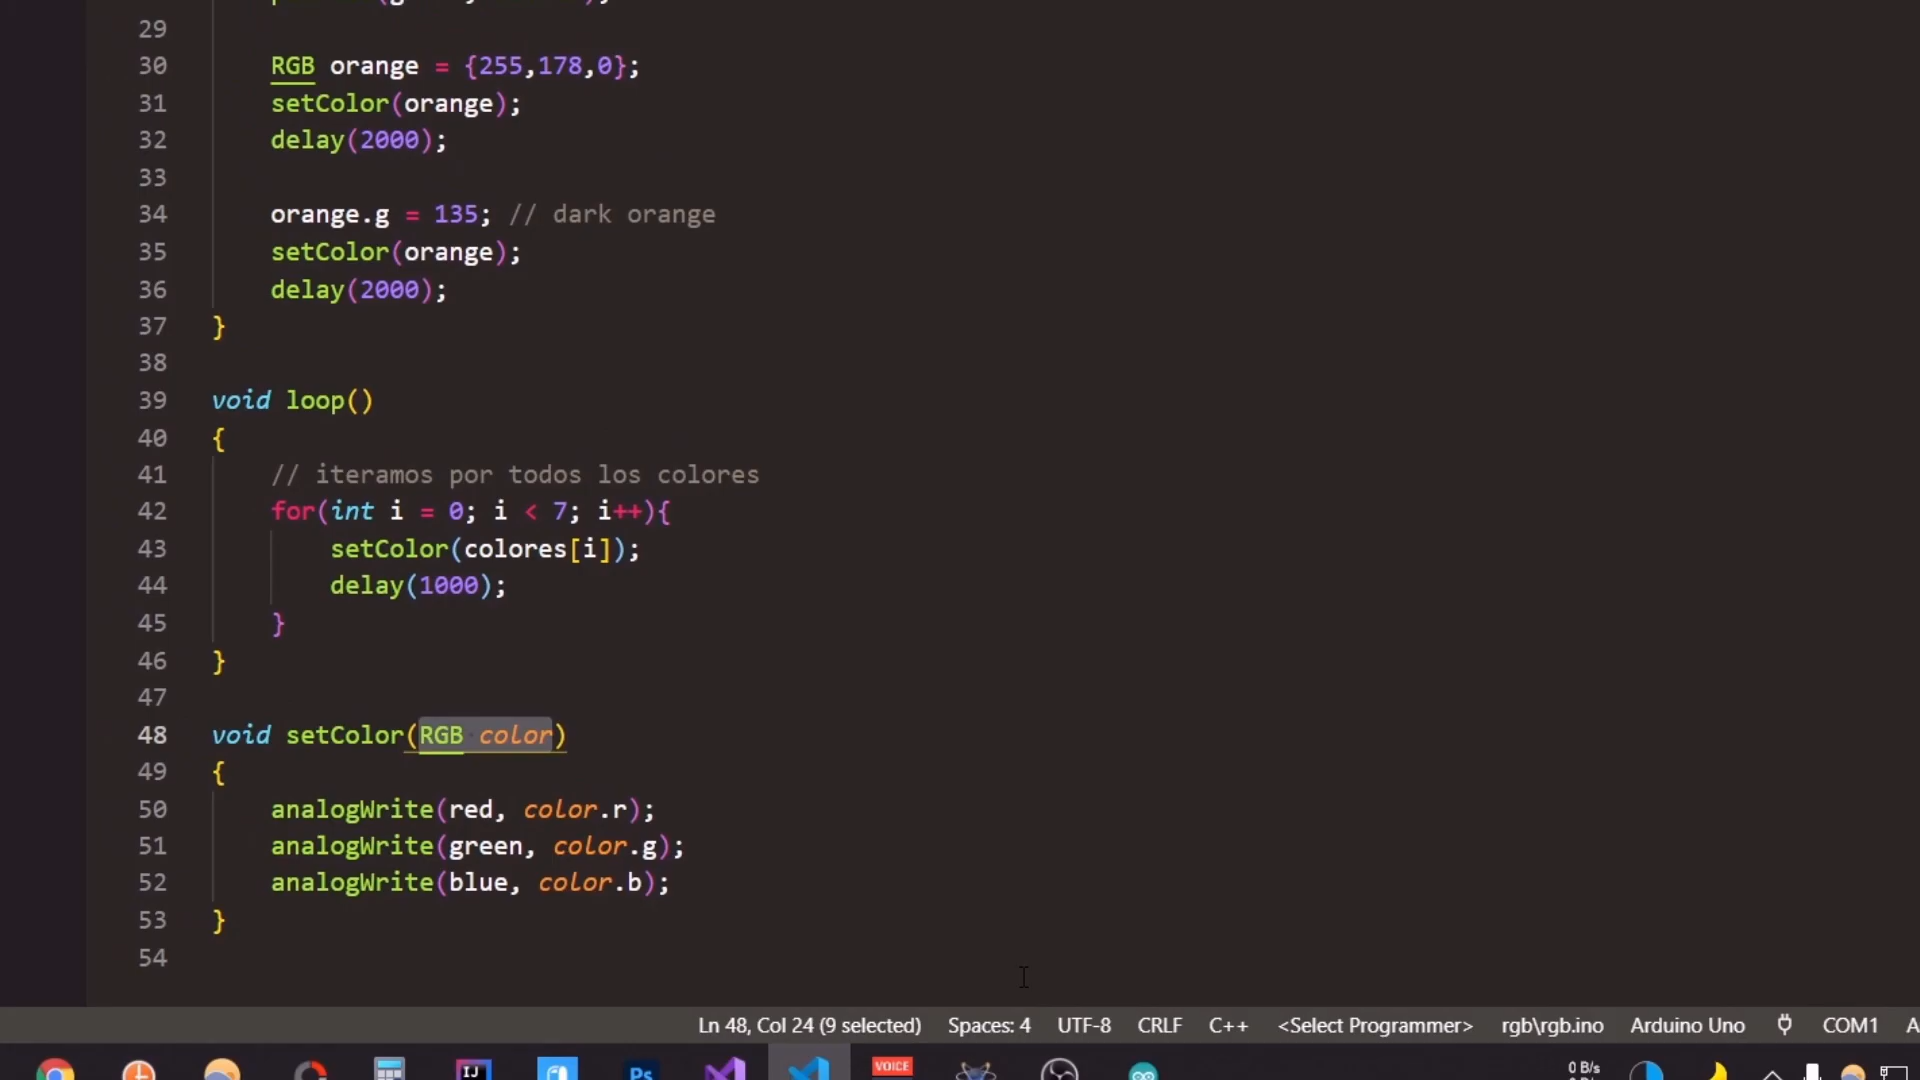 29
30 RGB orange = {255,178,0};
31 setColor(orange);
32 delay(2000);
33
34 orange.g = 135; // dark orange
35 setColor(orange);
36 delay(2000);
37 }
38
39 void loop()
40 {
41 // iteramos por todos los colores
42 for(int i = 0; i < 7; i++){
43 setColor(colores[i]);
44 delay(1000);
45 }
46 }
47
48 void setColor(RGB color)
49 {
50 analogWrite(red, color.r);
51 analogWrite(green, color.g);
52 analogWrite(blue, color.b);
53 }
54
Ln 48, Col 24 (9 selected) Spaces: 4 UTF-8 CRLF C++ <Select Programmer> rgb\rgb.ino Arduino Uno COM1 A
IJ Ps VOICE 0 B/s